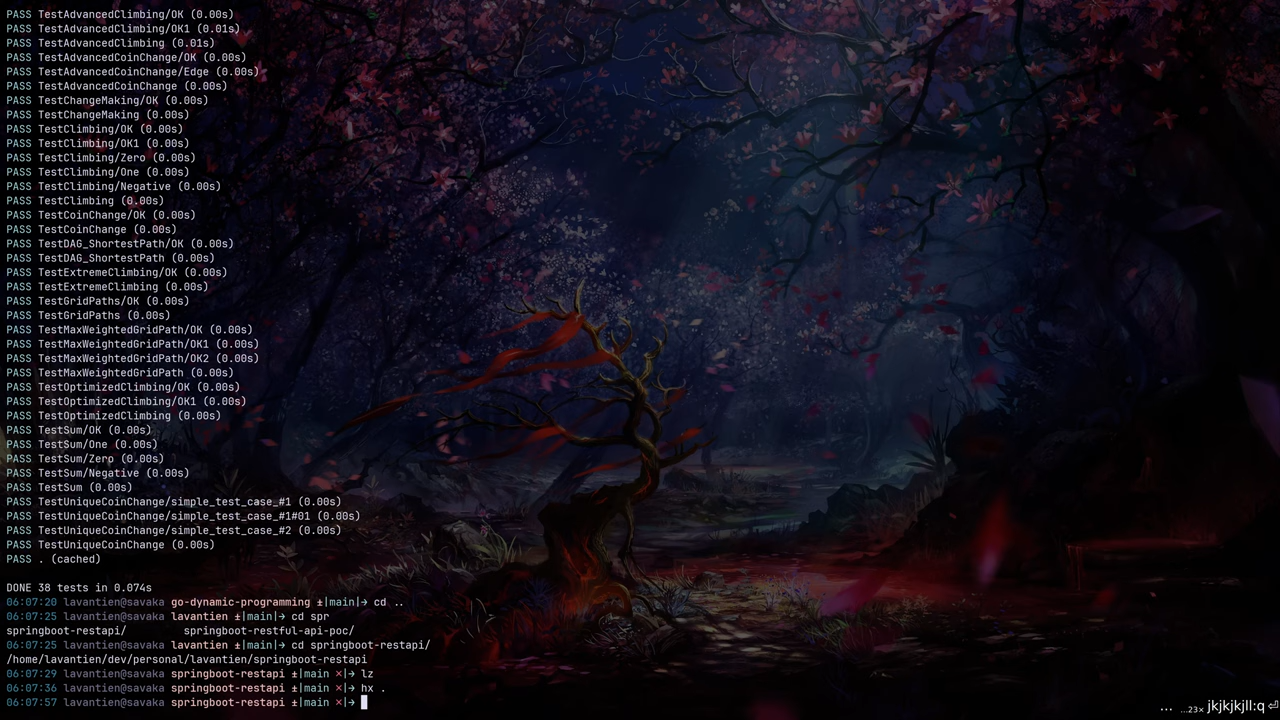 PASS TestAdvancedClimbing/OK (0.00s)
PASS TestAdvancedClimbing/OK1 (0.01s)
PASS TestAdvancedClimbing (0.01s)
PASS TestAdvancedCoinChange/OK (0.00s)
PASS TestAdvancedCoinChange/Edge (0.00s)
PASS TestAdvancedCoinChange (0.00s)
PASS TestChangeMaking/OK (0.00s)
PASS TestChangeMaking (0.00s)
PASS TestClimbing/OK (0.00s)
PASS TestClimbing/OK1 (0.00s)
PASS TestClimbing/Zero (0.00s)
PASS TestClimbing/One (0.00s)
PASS TestClimbing/Negative (0.00s)
PASS TestClimbing (0.00s)
PASS TestCoinChange/OK (0.00s)
PASS TestCoinChange (0.00s)
PASS TestDAG_ShortestPath/OK (0.00s)
PASS TestDAG_ShortestPath (0.00s)
PASS TestExtremeClimbing/OK (0.00s)
PASS TestExtremeClimbing (0.00s)
PASS TestGridPaths/OK (0.00s)
PASS TestGridPaths (0.00s)
PASS TestMaxWeightedGridPath/OK (0.00s)
PASS TestMaxWeightedGridPath/OK1 (0.00s)
PASS TestMaxWeightedGridPath/OK2 (0.00s)
PASS TestMaxWeightedGridPath (0.00s)
PASS TestOptimizedClimbing/OK (0.00s)
PASS TestOptimizedClimbing/OK1 (0.00s)
PASS TestOptimizedClimbing (0.00s)
PASS TestSum/OK (0.00s)
PASS TestSum/One (0.00s)
PASS TestSum/Zero (0.00s)
PASS TestSum/Negative (0.00s)
PASS TestSum (0.00s)
PASS TestUniqueCoinChange/simple_test_case_#1 (0.00s)
PASS TestUniqueCoinChange/simple_test_case_#1#01 (0.00s)
PASS TestUniqueCoinChange/simple_test_case_#2 (0.00s)
PASS TestUniqueCoinChange (0.00s)
PASS . (cached)
DONE 38 tests in 0.074s
06:07:20 lavantien@savaka go-dynamic-programming ±|main|→ cd ..
06:07:25 lavantien@savaka lavantien ±|main|→ cd spr
springboot-restapi/ springboot-restful-api-poc/
06:07:25 lavantien@savaka lavantien ±|main|→ cd springboot-restapi/
/home/lavantien/dev/personal/lavantien/springboot-restapi
06:07:29 lavantien@savaka springboot-restapi ±|main ✗|→ lz
06:07:36 lavantien@savaka springboot-restapi ±|main ✗|→ hx .
06:07:57 lavantien@savaka springboot-restapi ±|main ✗|→
... ...23× jkjkjkjll:q ⏎